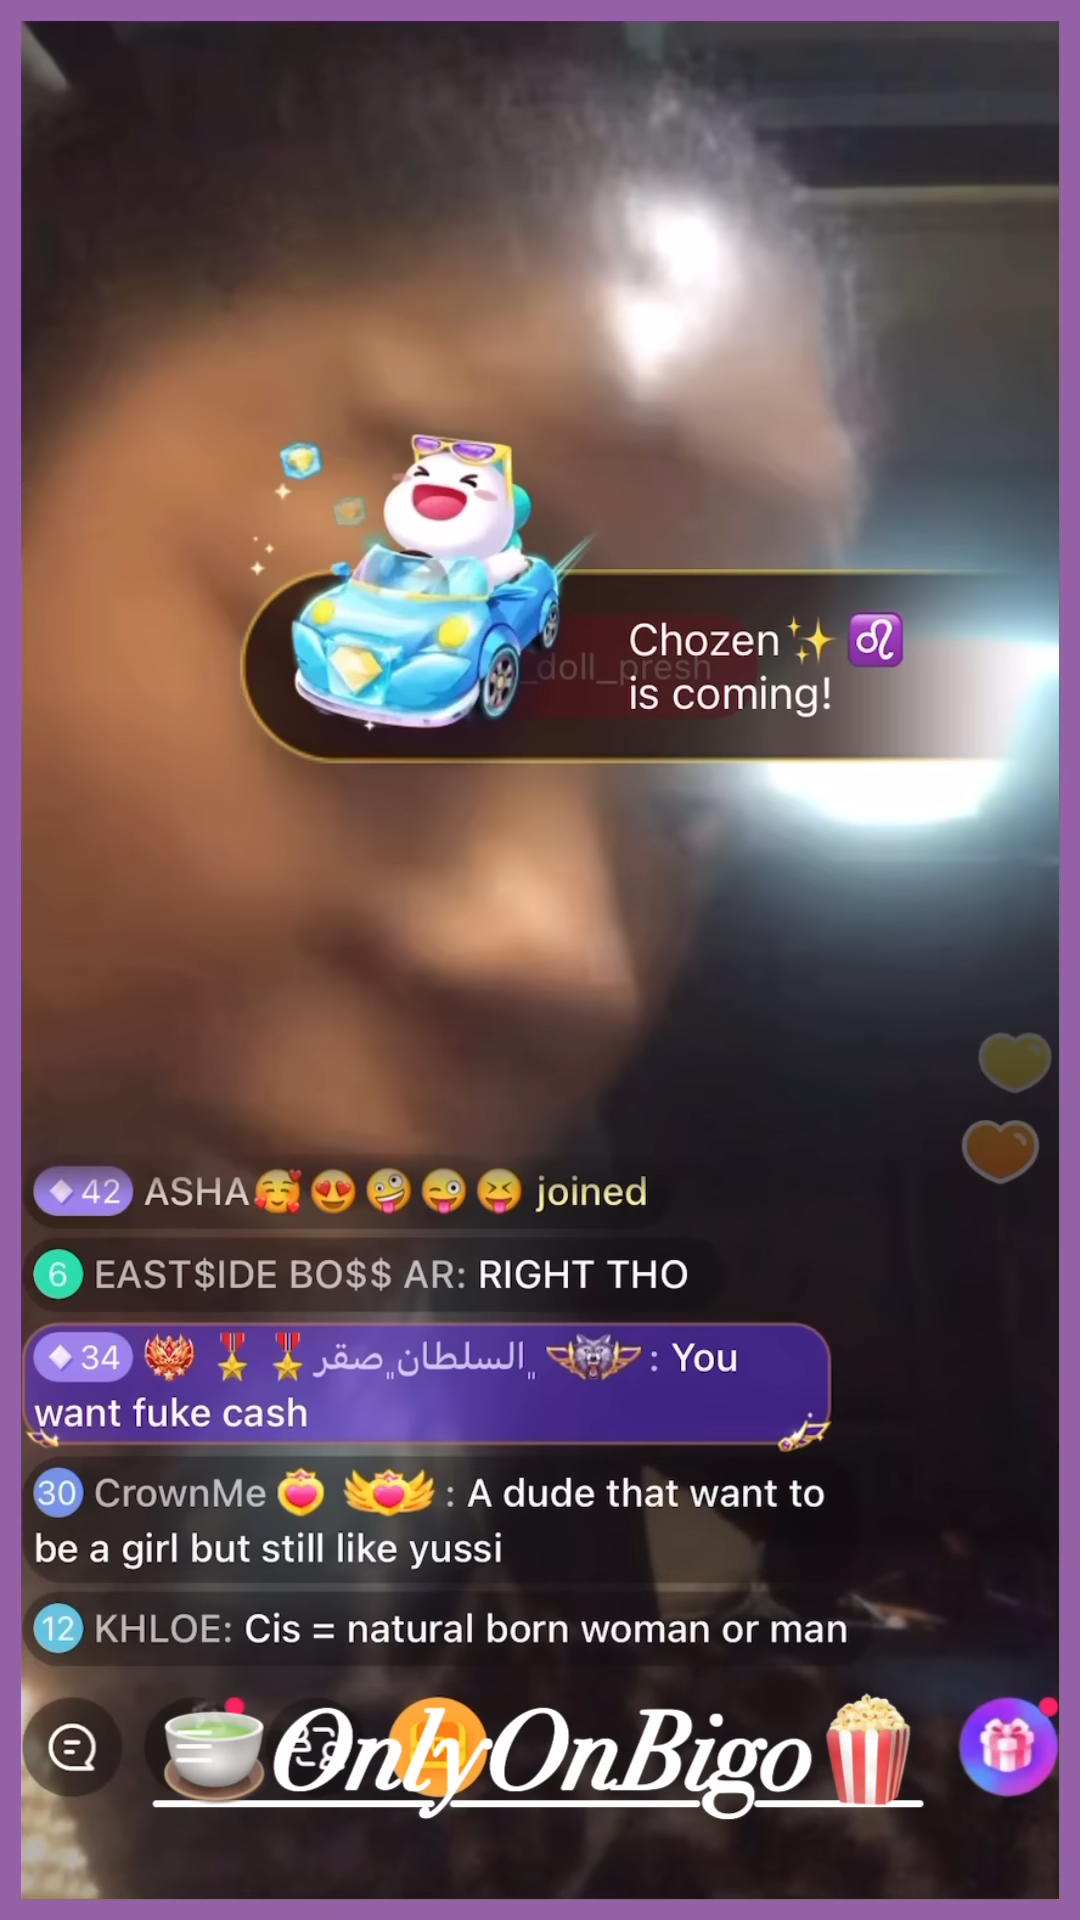 Chozen✨♌
_doll_presh
is coming!
42 ASHA🥰😍🤪😜😝 joined
6 EAST$IDE BO$$ AR: RIGHT THO
34 ̤السلطان ̤صقر : You
want fuke cash
30 CrownMe : A dude that want to
be a girl but still like yussi
12 KHLOE: Cis = natural born woman or man
🍵OnlyOnBigo🍿